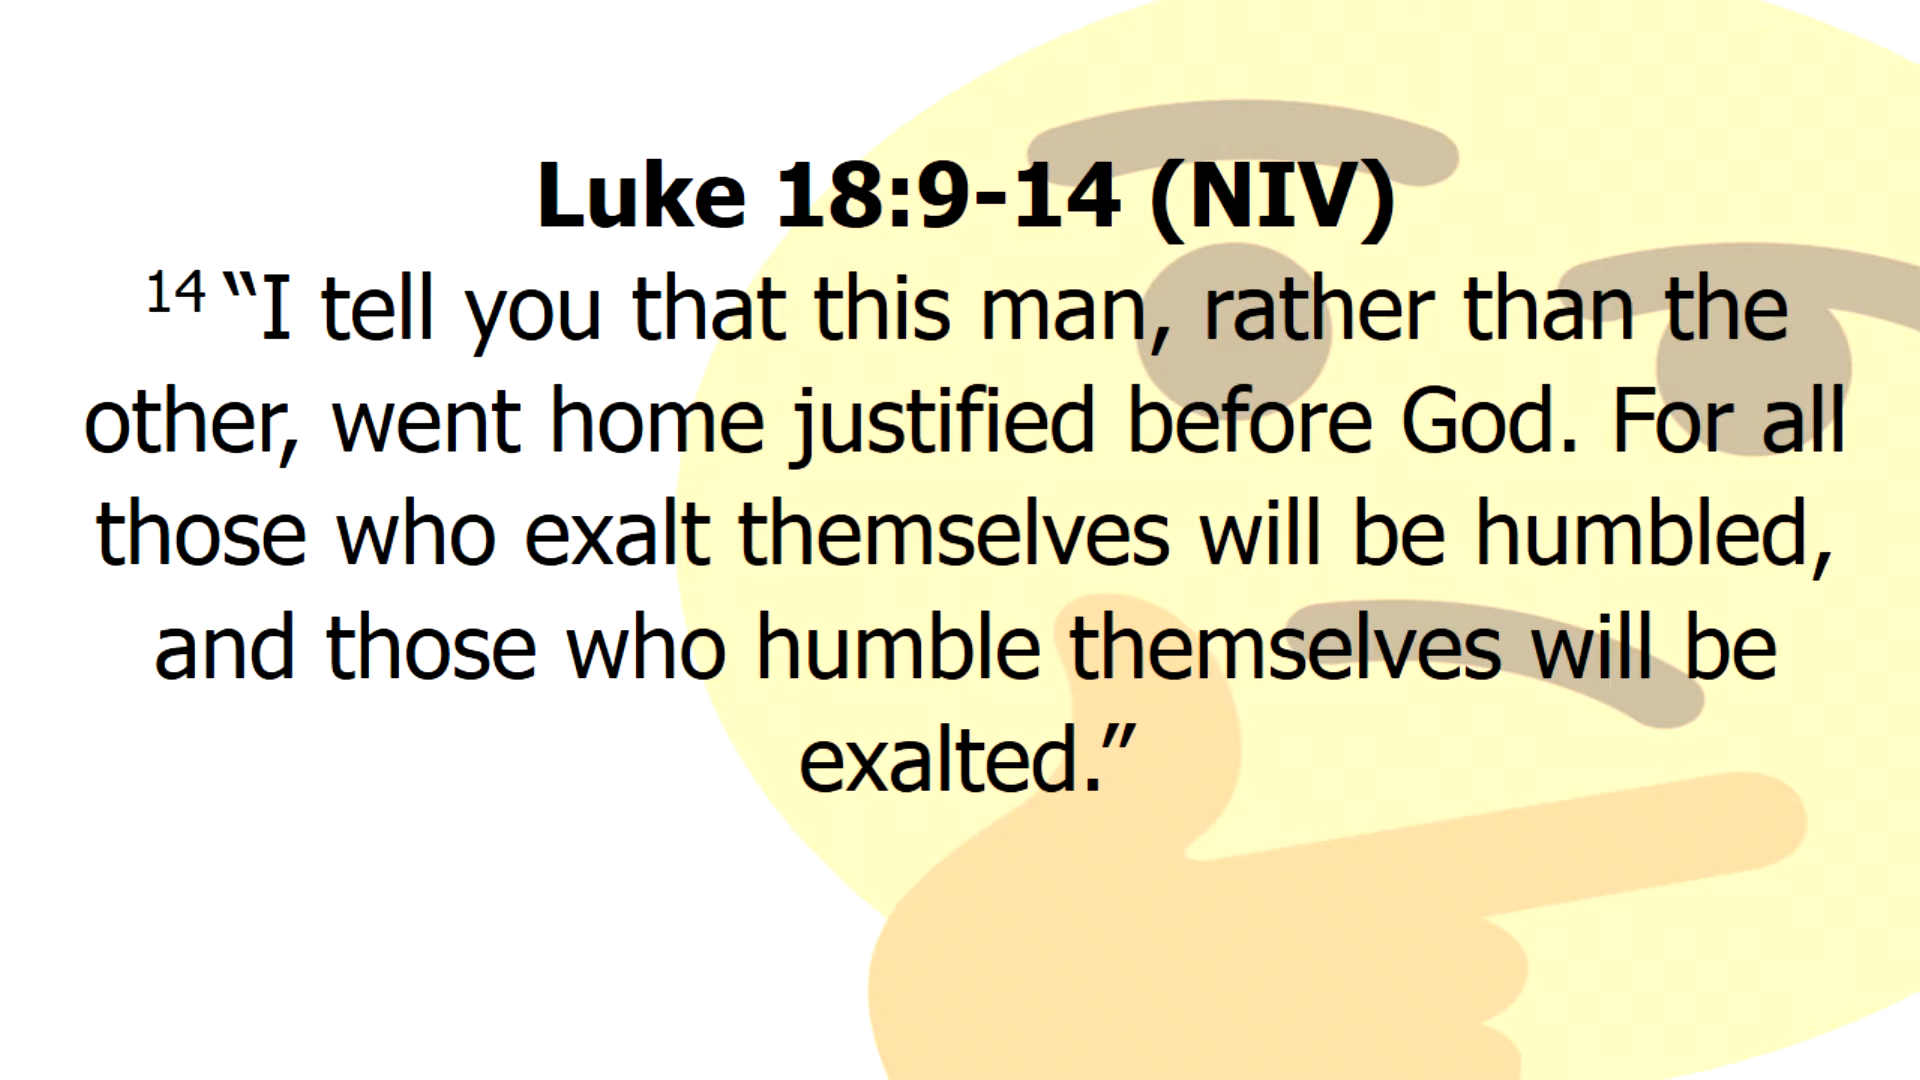 Luke 18:9-14 (NIV)
14 “I tell you that this man, rather than the
other, went home justified before God. For all
those who exalt themselves will be humbled,
and those who humble themselves will be
exalted.”